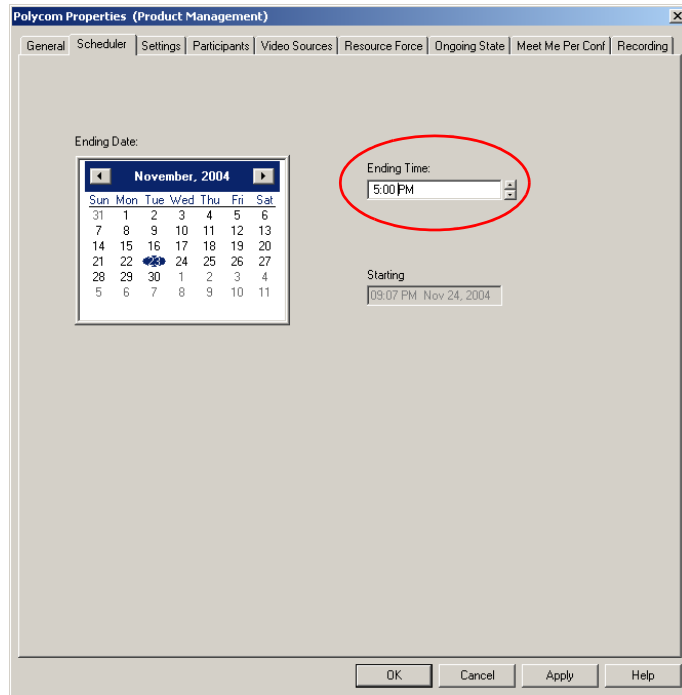 Polycom Properties (Product Management)
General Scheduler Settings Participants Video Sources Resource Force Ongoing State Meet Me Per Conf Recording
Ending Date:
November, 2004
Sun Mon Tue Wed Thu Fri Sat
31 1 2 3 4 5 6
7 8 9 10 11 12 13
14 15 16 17 18 19 20
21 22 23 24 25 26 27
28 29 30 1 2 3 4
5 6 7 8 9 10 11
Ending Time:
5:00 PM
Starting
09:07 PM Nov 24, 2004
OK Cancel Apply Help